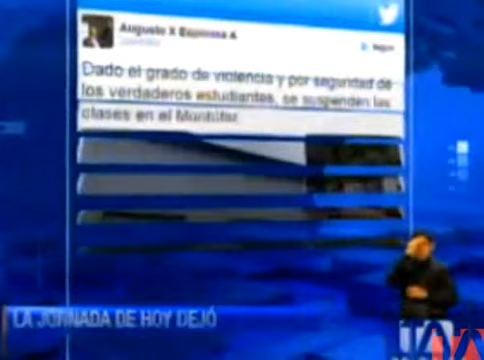 Augusto X Espinosa A
Dado el grado de violencia y por seguridad de
los verdaderos estudiantes, se suspenden las
clases en el Montúfar.
LA JORNADA DE HOY DEJÓ